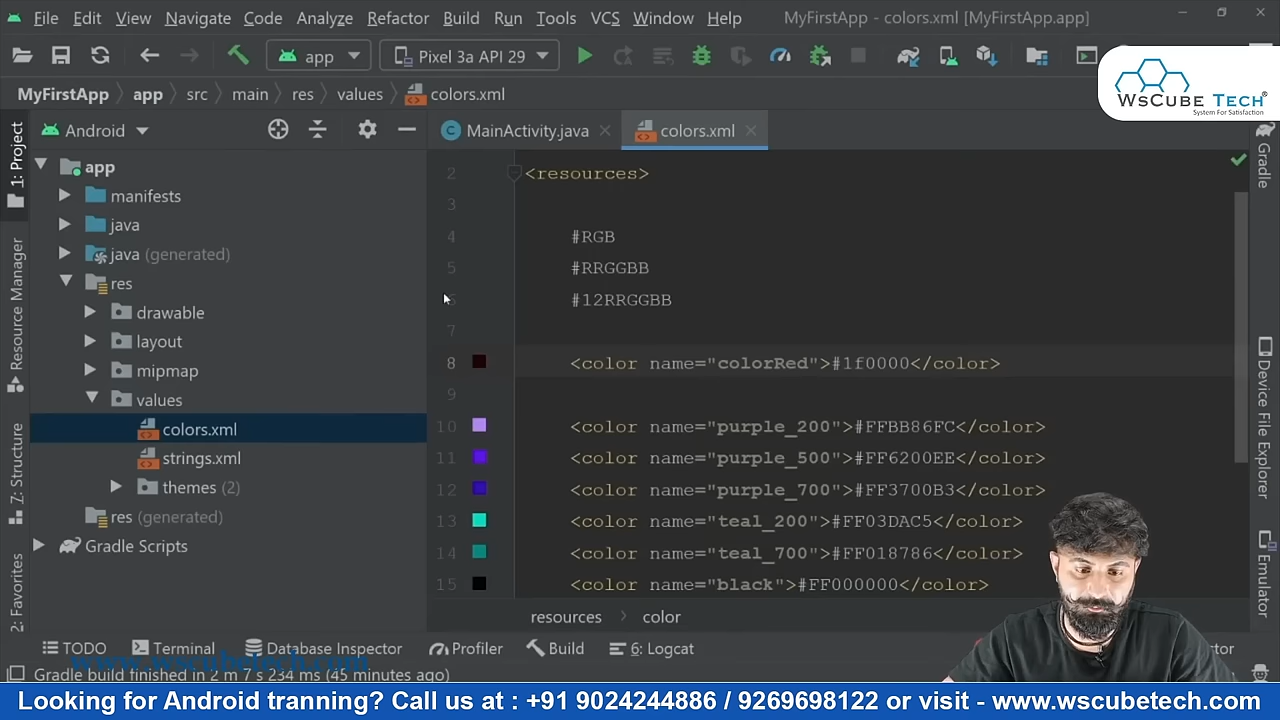 File Edit View Navigate Code Analyze Refactor Build Run Tools VCS Window Help MyFirstApp - colors.xml [MyFirstApp.app]
app Pixel 3a API 29
WsCube Tech®
System For Satisfaction
MyFirstApp app src main res values colors.xml
1: Project
Resource Manager
7: Structure
2: Favorites
Android
app
manifests
java
java (generated)
res
drawable
layout
mipmap
values
colors.xml
strings.xml
themes (2)
res (generated)
Gradle Scripts
MainActivity.java colors.xml
2 <resources>
3
4 #RGB
5 #RRGGBB
6 #12RRGGBB
7
8 <color name="colorRed">#1f0000</color>
9
10 <color name="purple_200">#FFBB86FC</color>
11 <color name="purple_500">#FF6200EE</color>
12 <color name="purple_700">#FF3700B3</color>
13 <color name="teal_200">#FF03DAC5</color>
14 <color name="teal_700">#FF018786</color>
15 <color name="black">#FF000000</color>
resources color
Gradle
Device File Explorer
Emulator
TODO Terminal Database Inspector Profiler Build 6: Logcat
www.wscubetech.com
Gradle build finished in 2 m 7 s 234 ms (45 minutes ago)
Looking for Android tranning? Call us at : +91 9024244886 / 9269698122 or visit - www.wscubetech.com